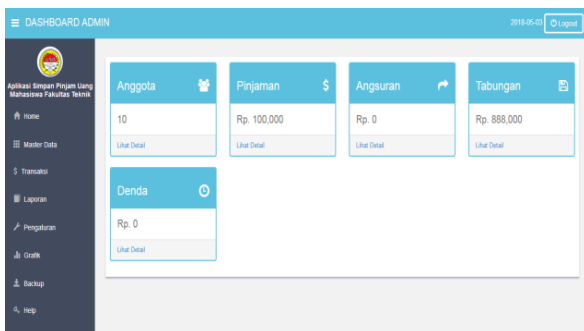 DASHBOARD ADMIN
2018-05-03
Logout
Aplikasi Simpan Pinjam Uang
Mahasiswa Fakultas Teknik
Home
Master Data
Transaksi
Laporan
Pengaturan
Grafik
Backup
Help
Anggota
10
Lihat Detail
Pinjaman
Rp. 100,000
Lihat Detail
Angsuran
Rp. 0
Lihat Detail
Tabungan
Rp. 888,000
Lihat Detail
Denda
Rp. 0
Lihat Detail